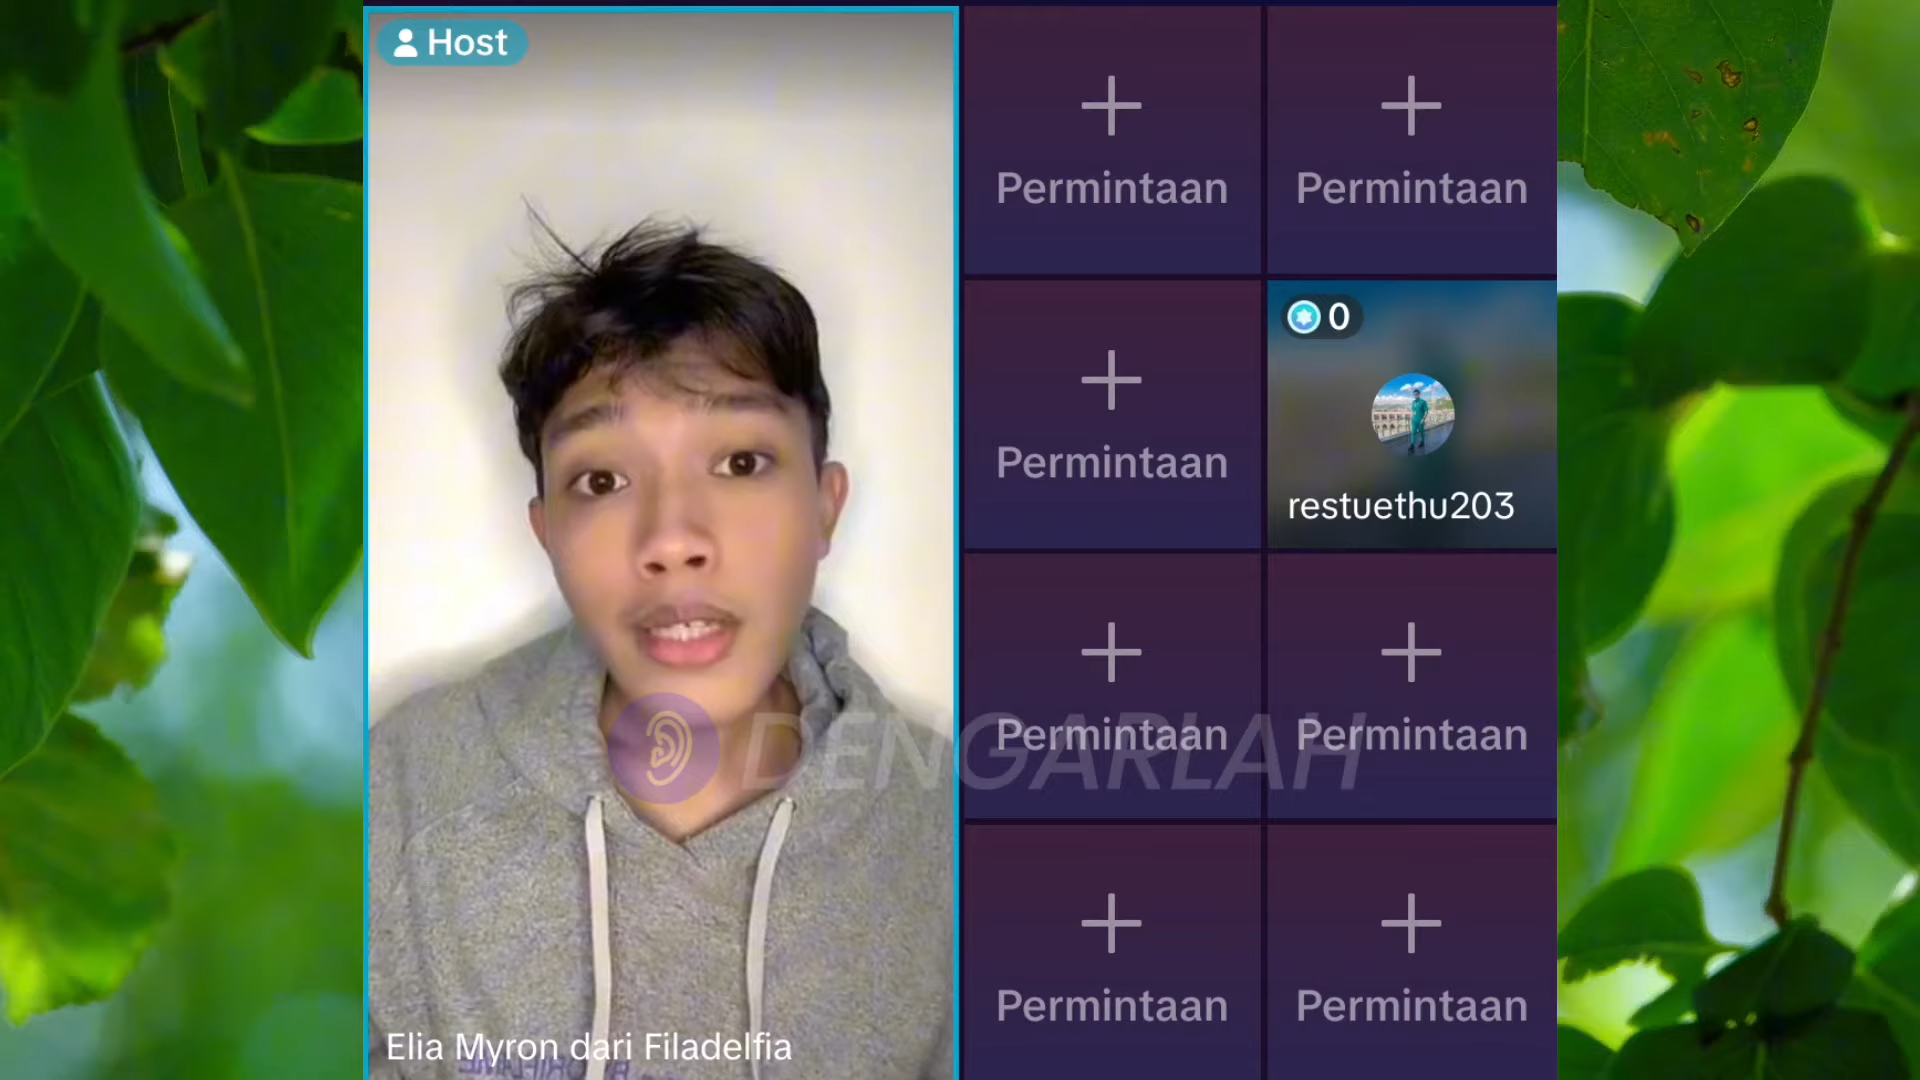 Host
Permintaan
Permintaan
Permintaan
0
restuethu203
Permintaan
Permintaan
DENGARLAH
Permintaan
Permintaan
Elia Myron dari Filadelfia